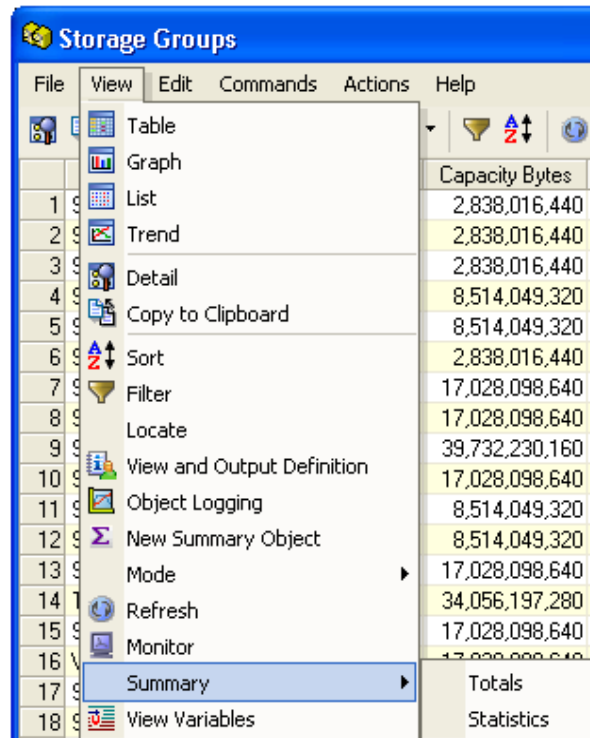 Storage Groups
File View Edit Commands Actions Help
Table
Graph
List
Trend
Detail
Copy to Clipboard
Sort
Filter
Locate
View and Output Definition
Object Logging
New Summary Object
Mode
Refresh
Monitor
Summary
View Variables
Totals
Statistics
Capacity Bytes
1 S 2,838,016,440
2 S 2,838,016,440
3 S 2,838,016,440
4 S 8,514,049,320
5 S 8,514,049,320
6 S 2,838,016,440
7 S 17,028,098,640
8 S 17,028,098,640
9 S 39,732,230,160
10 S 17,028,098,640
11 S 8,514,049,320
12 S 8,514,049,320
13 S 17,028,098,640
14 T 34,056,197,280
15 S 17,028,098,640
16 V
17 S
18 S